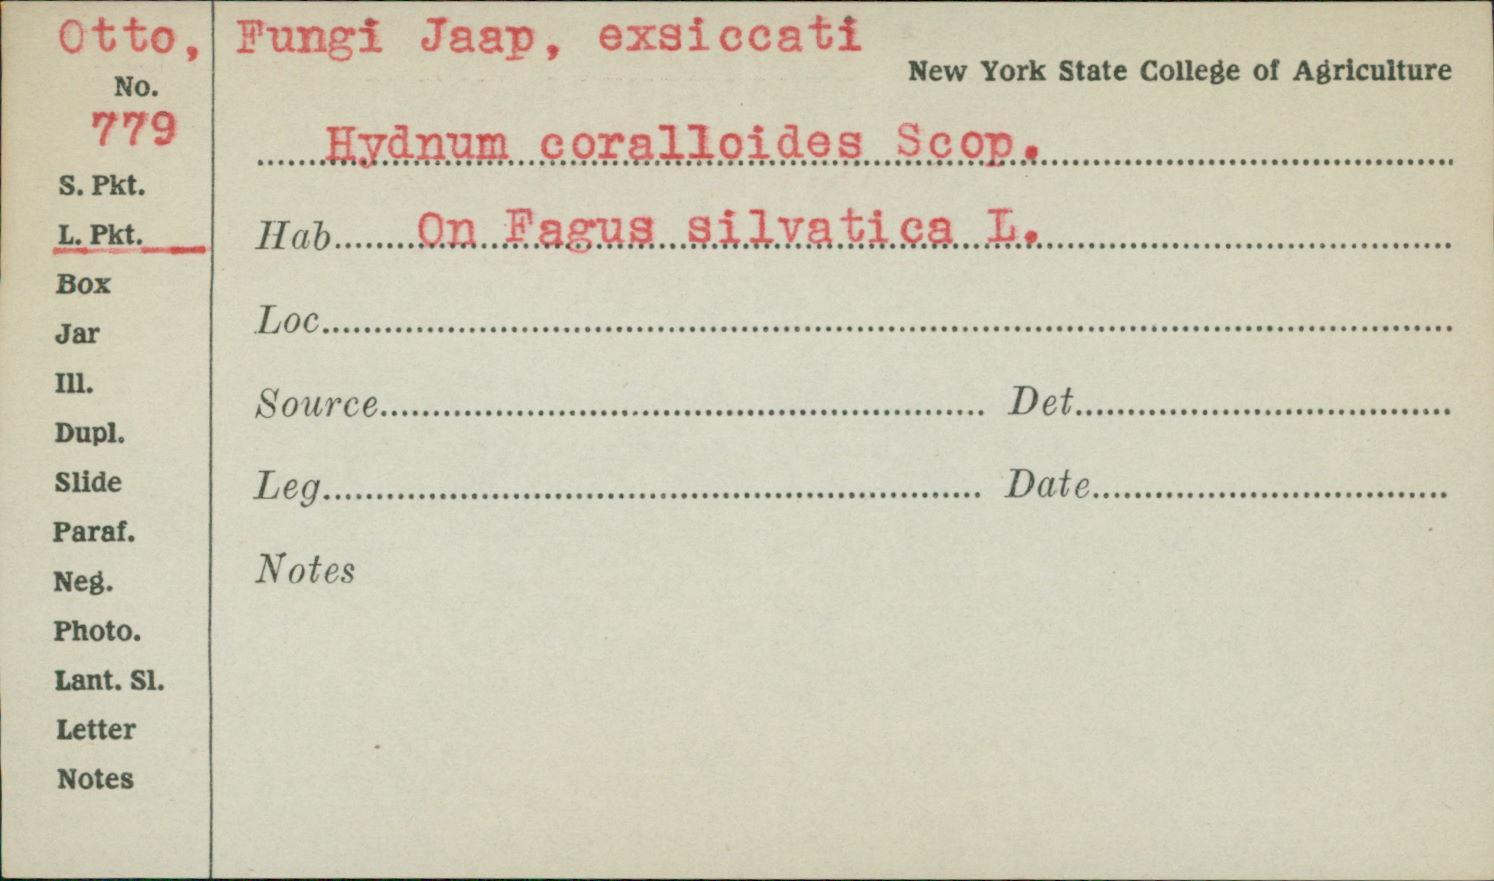 Otto, Fungi Jaap, exsiccati
New York State College of Agriculture
No.
779
Hydnum coralloides Scop.
S. Pkt.
L. Pkt.
Hab. On Fagus silvatica L.
Box
Loc.
Jar
Ill.
Source Det.
Dupl.
Slide
Leg. Date
Paraf.
Neg.
Notes
Photo.
Lant. Sl.
Letter
Notes